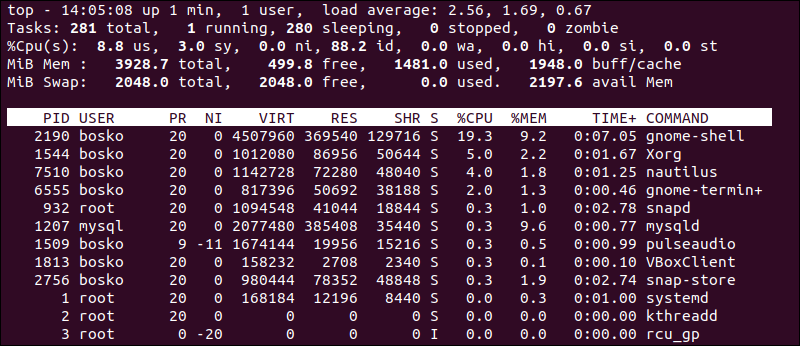 top - 14:05:08 up 1 min,  1 user,  load average: 2.56, 1.69, 0.67
Tasks: 281 total,   1 running, 280 sleeping,   0 stopped,   0 zombie
%Cpu(s):  8.8 us,  3.0 sy,  0.0 ni, 88.2 id,  0.0 wa,  0.0 hi,  0.0 si,  0.0 st
MiB Mem :   3928.7 total,    499.8 free,   1481.0 used,   1948.0 buff/cache
MiB Swap:   2048.0 total,   2048.0 free,      0.0 used.   2197.6 avail Mem
PID USER      PR  NI    VIRT    RES    SHR S  %CPU  %MEM     TIME+ COMMAND
2190 bosko     20   0 4507960 369540 129716 S  19.3   9.2   0:07.05 gnome-shell
1544 bosko     20   0 1012080  86956  50644 S   5.0   2.2   0:01.67 Xorg
7510 bosko     20   0 1142728  72280  48040 S   4.0   1.8   0:01.25 nautilus
6555 bosko     20   0  817396  50692  38188 S   2.0   1.3   0:00.46 gnome-termin+
932 root      20   0 1094548  41044  18844 S   0.3   1.0   0:02.78 snapd
1207 mysql     20   0 2077480 385408  35440 S   0.3   9.6   0:00.77 mysqld
1509 bosko      9 -11 1674144  19956  15216 S   0.3   0.5   0:00.99 pulseaudio
1813 bosko     20   0  158232   2708   2340 S   0.3   0.1   0:00.10 VBoxClient
2756 bosko     20   0  980444  78352  48848 S   0.3   1.9   0:02.74 snap-store
1 root      20   0  168184  12196   8440 S   0.0   0.3   0:01.00 systemd
2 root      20   0       0      0      0 S   0.0   0.0   0:00.00 kthreadd
3 root       0 -20       0      0      0 I   0.0   0.0   0:00.00 rcu_gp